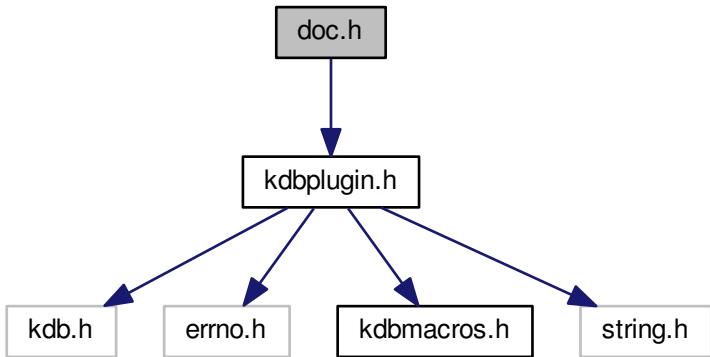 doc.h
kdbplugin.h
kdb.h
errno.h
kdbmacros.h
string.h